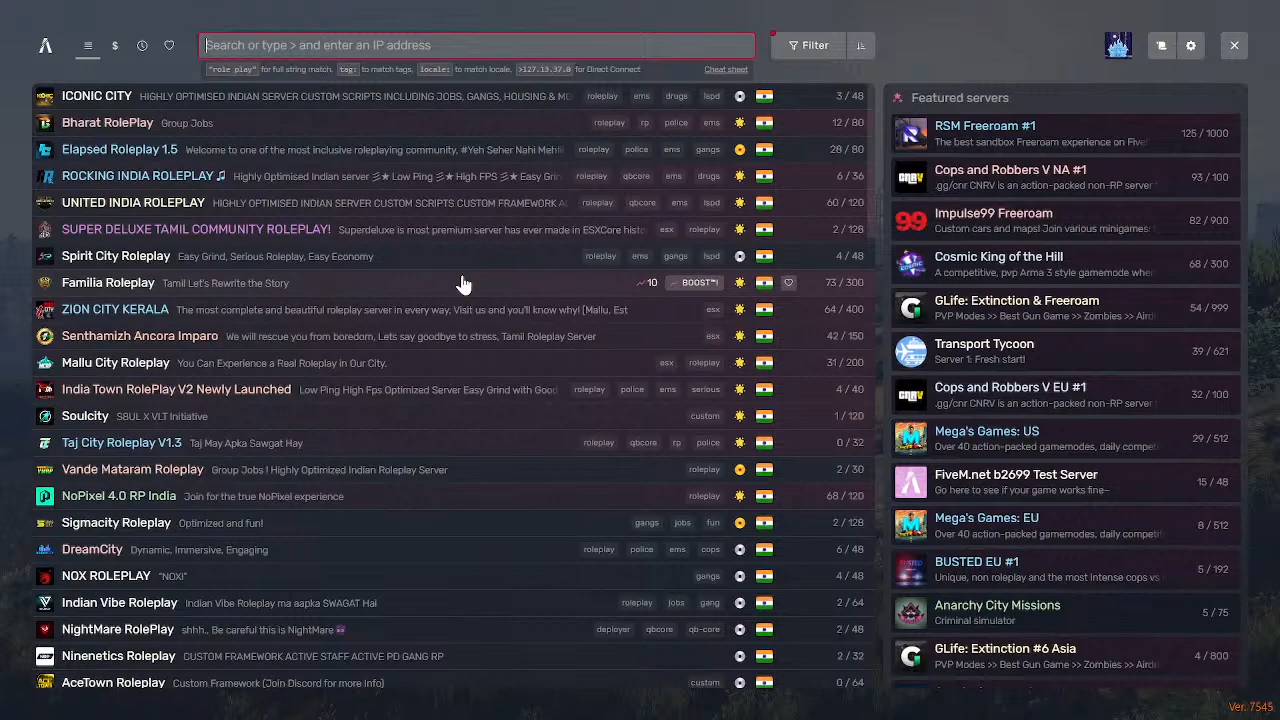 Search or type > and enter an IP address
Filter
"role play" for full string match. tag: to match tags. locale: to match locale. >127.13.37.0 for Direct Connect
Cheat sheet
ICONIC CITY HIGHLY OPTIMISED INDIAN SERVER CUSTOM SCRIPTS INCLUDING JOBS, GANGS, HOUSING & MO roleplay ems drugs lspd 3 / 48
Bharat RolePlay Group Jobs roleplay rp police ems 12 / 80
Elapsed Roleplay 1.5 Welcome to one of the most inclusive roleplaying community, #Yeh Seher Nahi Mehfil roleplay police ems gangs 28 / 80
ROCKING INDIA ROLEPLAY ♫ Highly Optimised Indian server 彡★ Low Ping 彡★ High FPS 彡★ Easy Grin roleplay qbcore ems drugs 6 / 36
UNITED INDIA ROLEPLAY HIGHLY OPTIMISED INDIAN SERVER CUSTOM SCRIPTS CUSTOM FRAMEWORK roleplay qbcore ems lspd 60 / 120
SUPER DELUXE TAMIL COMMUNITY ROLEPLAY! Superdeluxe is most premium server has ever made in ESXCore histo esx roleplay 2 / 128
Spirit City Roleplay Easy Grind, Serious Roleplay, Easy Economy roleplay ems gangs lspd 4 / 48
Familia Roleplay Tamil Let's Rewrite the Story 10 BOOST™! 73 / 300
ZION CITY KERALA The most complete and beautiful roleplay server in every way. Visit us and you'll know why! [Mallu, Est esx 64 / 400
Soothamizh Ancora Imparo We will rescue you from boredom, Lets say goodbye to stress, Tamil Roleplay Server esx 42 / 150
Mallu City Roleplay You Can Experience a Real Roleplay in Our City esx roleplay 31 / 200
India Town RolePlay V2 Newly Launched Low Ping High Fps Optimized Server Easy Grind with Good roleplay police ems serious 4 / 40
Soulcity SBUL X VLT Initiative custom 1 / 120
Taj City Roleplay V1.3 Taj May Apka Sawgat Hay roleplay qbcore rp police 0 / 32
Vande Mataram Roleplay Group Jobs | Highly Optimized Indian Roleplay Server roleplay 2 / 30
NoPixel 4.0 RP India Join for the true NoPixel experience roleplay 68 / 120
Sigmacity Roleplay Optimized and fun! gangs jobs fun 2 / 128
DreamCity Dynamic, Immersive, Engaging roleplay police ems cops 6 / 48
NOX ROLEPLAY "NOX!" gangs 4 / 48
Indian Vibe Roleplay Indian Vibe Roleplay ma aapka SWAGAT Hai roleplay jobs gang 2 / 64
NightMare RolePlay shhh.. Be careful this is NightMare deployer qbcore qb-core 2 / 48
Ninenetics Roleplay CUSTOM FRAMEWORK ACTIVE STAFF ACTIVE PD GANG RP 2 / 32
AceTown Roleplay Custom Framework (Join Discord for more Info) custom 0 / 64
Featured servers
RSM Freeroam #1 125 / 1000
The best sandbox Freeroam experience on Five
Cops and Robbers V NA #1 93 / 100
.gg/cnr CNRV is an action-packed non-RP server
Impulse99 Freeroam 82 / 900
Custom cars and maps! Join various minigames:
Cosmic King of the Hill 68 / 300
A competitive, pvp Arma 3 style gamemode wher
GLife: Extinction & Freeroam 54 / 999
PVP Modes >> Best Gun Game >> Zombies >> Aird
Transport Tycoon 39 / 621
Server 1: Fresh start!
Cops and Robbers V EU #1 32 / 100
.gg/cnr CNRV is an action-packed non-RP server
Mega's Games: US 19 / 512
Over 40 action-packed gamemodes, daily competi
FiveM.net b2699 Test Server 15 / 48
Go here to see if your game works fine—
Mega's Games: EU 6 / 512
Over 40 action-packed gamemodes, daily competi
BUSTED EU #1 5 / 192
Unique, non roleplay and the most intense cops vs
Anarchy City Missions 5 / 75
Criminal simulator
GLife: Extinction #6 Asia 4 / 800
PVP Modes >> Best Gun Game >> Zombies >> Airdr
Ver. 7545